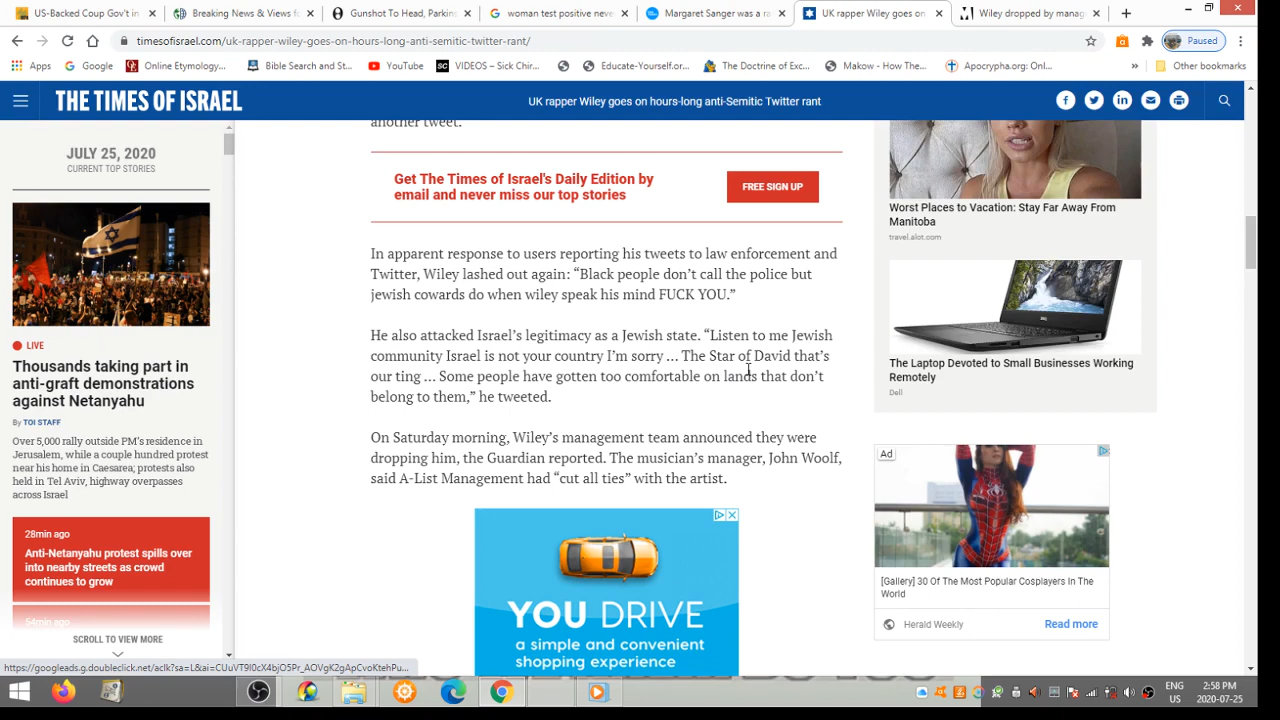 US-Backed Coup Gov't in
Breaking News & Views f
Gunshot To Head, Parkin
woman test positive neve
Margaret Sanger was a ra
UK rapper Wiley goes on
Wiley dropped by manag
timesofisrael.com/uk-rapper-wiley-goes-on-hours-long-anti-semitic-twitter-rant/
Paused
Apps
Google
Online Etymology...
Bible Search and St...
YouTube
VIDEOS – Sick Chir...
Educate-Yourself.or...
The Doctrine of Exc...
Makow - How The...
Apocrypha.org: Onl...
Other bookmarks
THE TIMES OF ISRAEL
UK rapper Wiley goes on hours-long anti-Semitic Twitter rant
JULY 25, 2020
CURRENT TOP STORIES
LIVE
Thousands taking part in
anti-graft demonstrations
against Netanyahu
By TOI STAFF
Over 5,000 rally outside PM's residence in
Jerusalem, while a couple hundred protest
near his home in Caesarea; protests also
held in Tel Aviv, highway overpasses
across Israel
28min ago
Anti-Netanyahu protest spills over
into nearby streets as crowd
continues to grow
54min ago
SCROLL TO VIEW MORE
another tweet.
Get The Times of Israel's Daily Edition by
email and never miss our top stories
FREE SIGN UP
In apparent response to users reporting his tweets to law enforcement and
Twitter, Wiley lashed out again: “Black people don’t call the police but
jewish cowards do when wiley speak his mind FUCK YOU.”
He also attacked Israel’s legitimacy as a Jewish state. “Listen to me Jewish
community Israel is not your country I’m sorry … The Star of David that’s
our ting … Some people have gotten too comfortable on lands that don’t
belong to them,” he tweeted.
On Saturday morning, Wiley’s management team announced they were
dropping him, the Guardian reported. The musician’s manager, John Woolf,
said A-List Management had “cut all ties” with the artist.
YOU DRIVE
a simple and convenient
shopping experience
Worst Places to Vacation: Stay Far Away From
Manitoba
travel.alot.com
The Laptop Devoted to Small Businesses Working
Remotely
Dell
Ad
[Gallery] 30 Of The Most Popular Cosplayers In The
World
Herald Weekly
Read more
https://googleads.g.doubleclick.net/aclk?sa=L&ai=CUuVT9l0cX4bjO5Pr_AOVgK2gApCvoKtehPu...
ENG
US
2:58 PM
2020-07-25